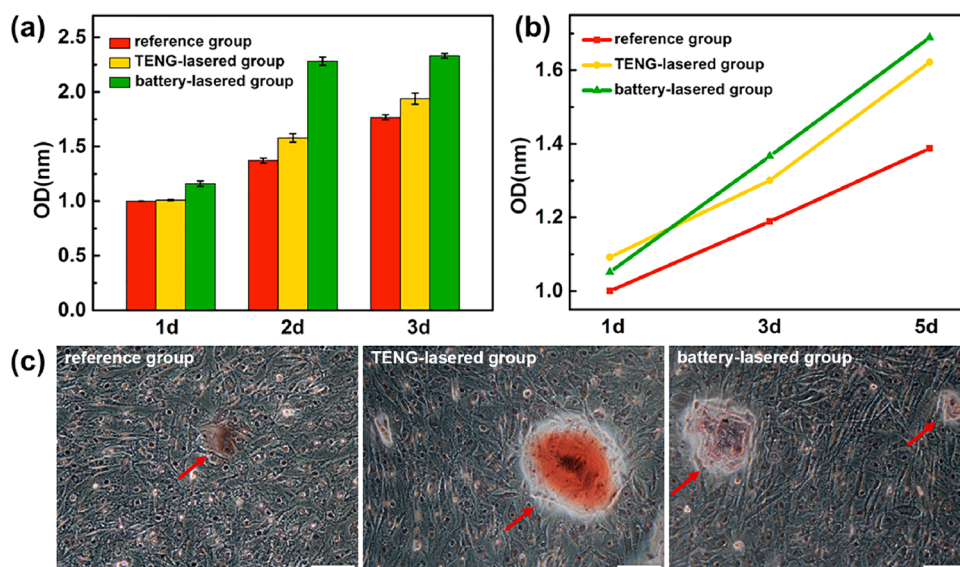 (a)
OD(nm)
2.5
2.0
1.5
1.0
0.5
0.0
reference group
TENG-lasered group
battery-lasered group
1d 2d 3d
(b)
OD(nm)
1.6
1.4
1.2
1.0
reference group
TENG-lasered group
battery-lasered group
1d 3d 5d
(c)
reference group
TENG-lasered group
battery-lasered group